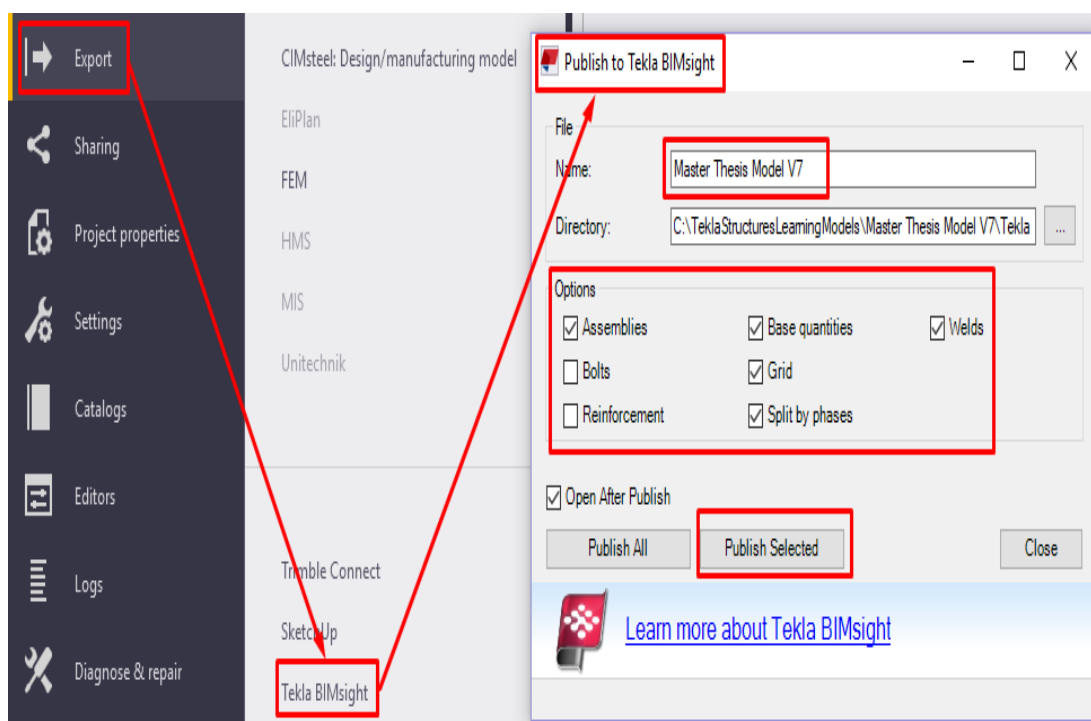 Export
Sharing
Project properties
Settings
Catalogs
Editors
Logs
Diagnose & repair
CIMsteel: Design/manufacturing model
EliPlan
FEM
HMS
MIS
Unitechnik
Trimble Connect
SketchUp
Tekla BIMsight
Publish to Tekla BIMsight
File
Name: Master Thesis Model V7
Directory: C:\TeklaStructuresLearningModels\Master Thesis Model V7\Tekla ...
Options
Assemblies Base quantities Welds
Bolts Grid
Reinforcement Split by phases
Open After Publish
Publish All Publish Selected Close
Learn more about Tekla BIMsight